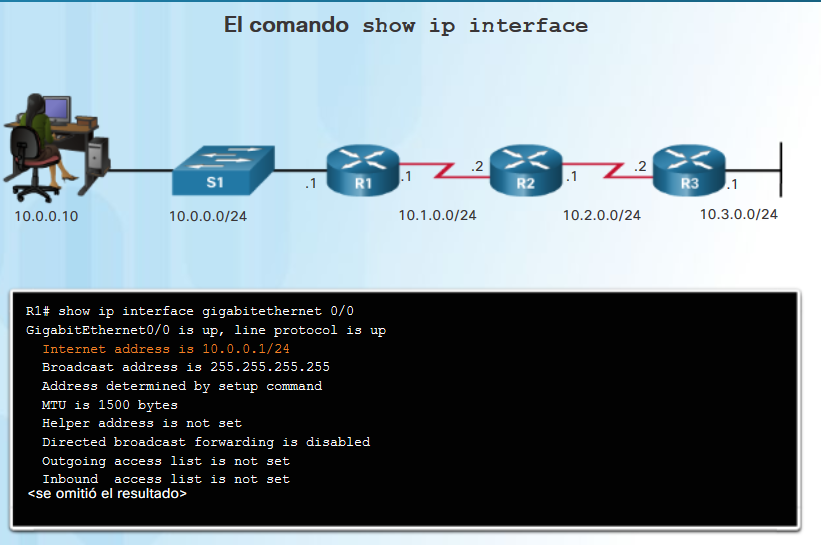 El comando show ip interface
S1
.1
R1
.1
.2
R2
.1
.2
R3
.1
10.0.0.10
10.0.0.0/24
10.1.0.0/24
10.2.0.0/24
10.3.0.0/24
R1# show ip interface gigabitethernet 0/0
GigabitEthernet0/0 is up, line protocol is up
Internet address is 10.0.0.1/24
Broadcast address is 255.255.255.255
Address determined by setup command
MTU is 1500 bytes
Helper address is not set
Directed broadcast forwarding is disabled
Outgoing access list is not set
Inbound  access list is not set
<se omitió el resultado>